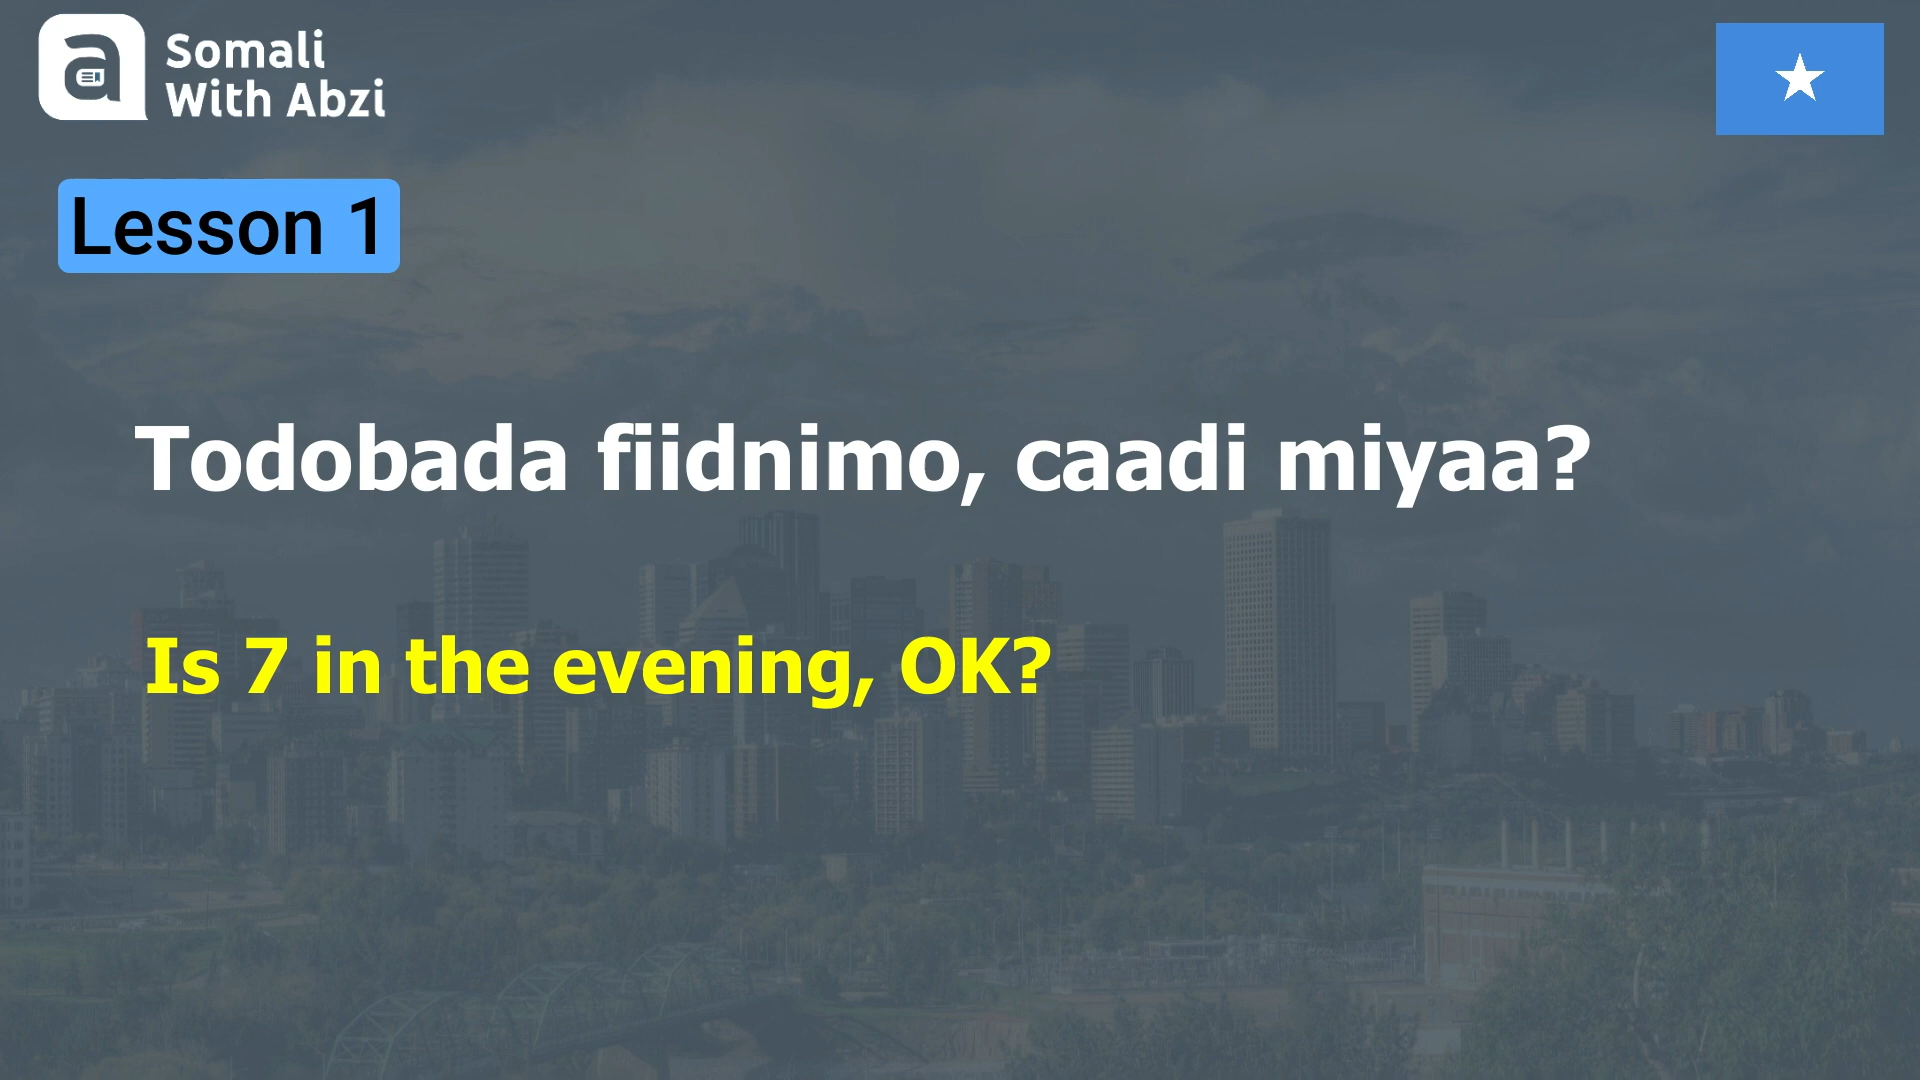 Somali
With Abzi
Lesson 1
Todobada fiidnimo, caadi miyaa?
Is 7 in the evening, OK?